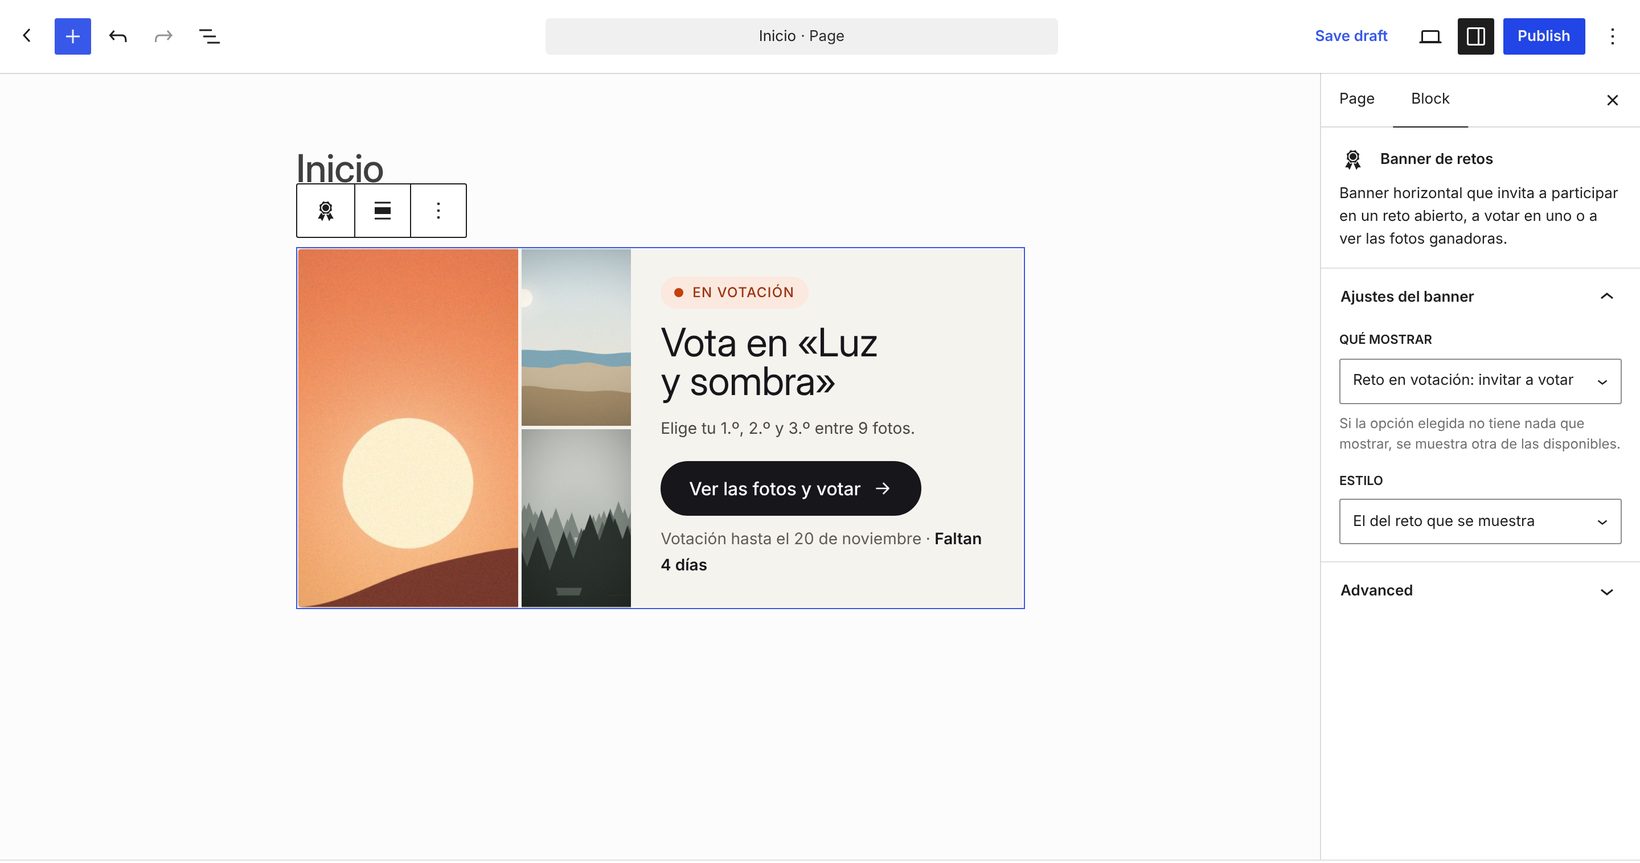 Inicio · Page
Save draft
Publish
Page
Block
Inicio
EN VOTACIÓN
Vota en «Luz
y sombra»
Elige tu 1.º, 2.º y 3.º entre 9 fotos.
Ver las fotos y votar →
Votación hasta el 20 de noviembre · Faltan
4 días
Banner de retos
Banner horizontal que invita a participar
en un reto abierto, a votar en uno o a
ver las fotos ganadoras.
Ajustes del banner
QUÉ MOSTRAR
Reto en votación: invitar a votar
Si la opción elegida no tiene nada que
mostrar, se muestra otra de las disponibles.
ESTILO
El del reto que se muestra
Advanced